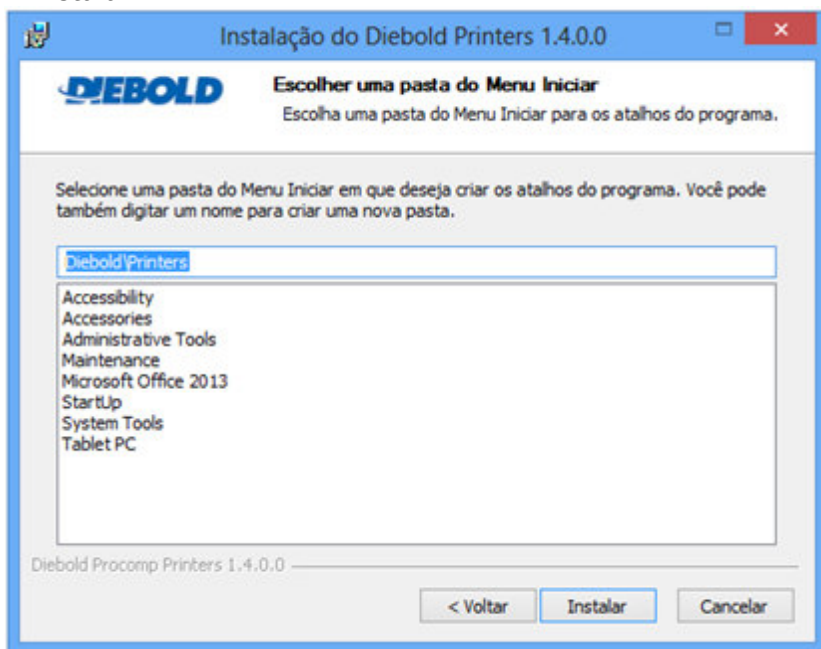 Instalação do Diebold Printers 1.4.0.0
DIEBOLD
Escolher uma pasta do Menu Iniciar
Escolha uma pasta do Menu Iniciar para os atalhos do programa.
Selecione uma pasta do Menu Iniciar em que deseja criar os atalhos do programa. Você pode
também digitar um nome para criar uma nova pasta.
Diebold\Printers
Accessibility
Accessories
Administrative Tools
Maintenance
Microsoft Office 2013
StartUp
System Tools
Tablet PC
Diebold Procomp Printers 1.4.0.0
< Voltar
Instalar
Cancelar